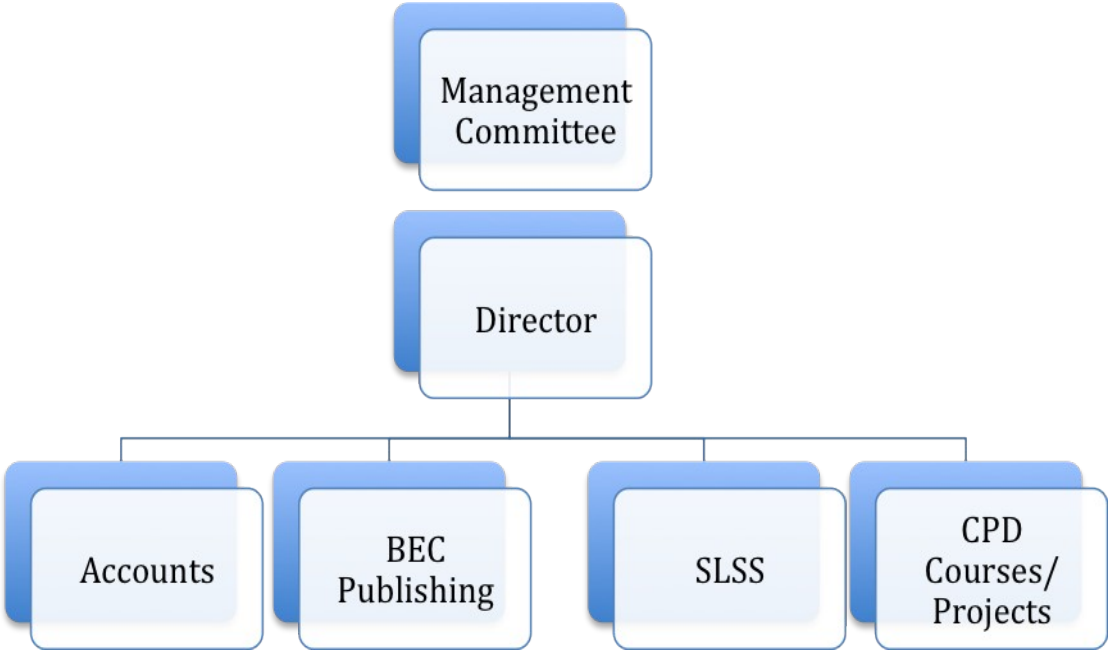 Management
Committee
Director
Accounts
BEC
Publishing
SLSS
CPD
Courses/
Projects